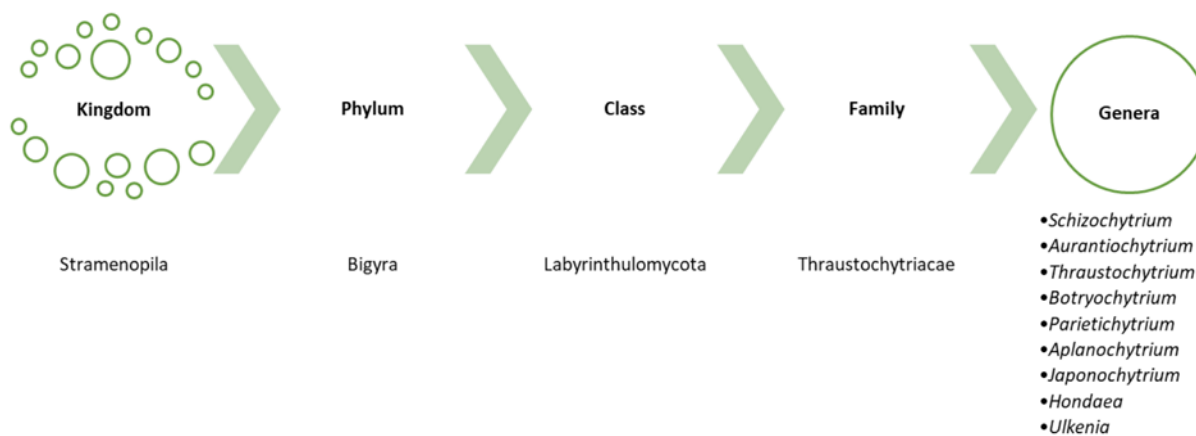 Kingdom
Phylum
Class
Family
Genera
Stramenopila
Bigyra
Labyrinthulomycota
Thraustochytriacae
•Schizochytrium
•Aurantiochytrium
•Thraustochytrium
•Botryochytrium
•Parietichytrium
•Aplanochytrium
•Japonochytrium
•Hondaea
•Ulkenia